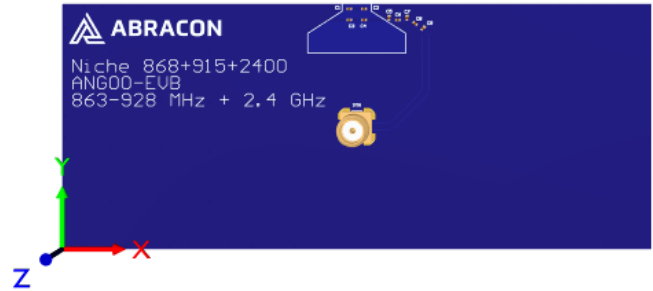 ABRACON
Niche 868+915+2400
ANG00-EVB
863-928 MHz + 2.4 GHz
Y
X
Z